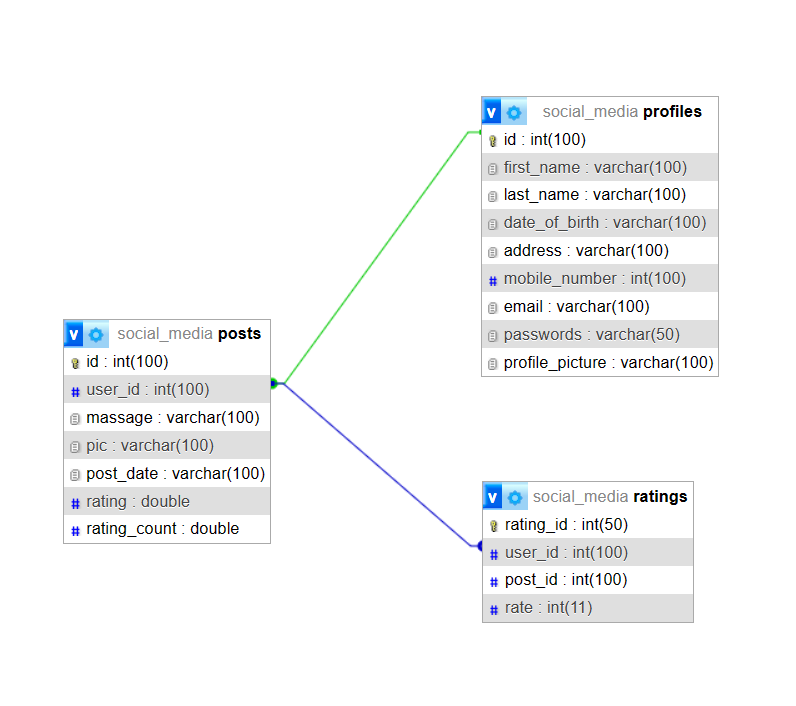 v social_media profiles
id : int(100)
first_name : varchar(100)
last_name : varchar(100)
date_of_birth : varchar(100)
address : varchar(100)
# mobile_number : int(100)
email : varchar(100)
passwords : varchar(50)
profile_picture : varchar(100)
v social_media posts
id : int(100)
# user_id : int(100)
massage : varchar(100)
pic : varchar(100)
post_date : varchar(100)
# rating : double
# rating_count : double
v social_media ratings
rating_id : int(50)
# user_id : int(100)
# post_id : int(100)
# rate : int(11)